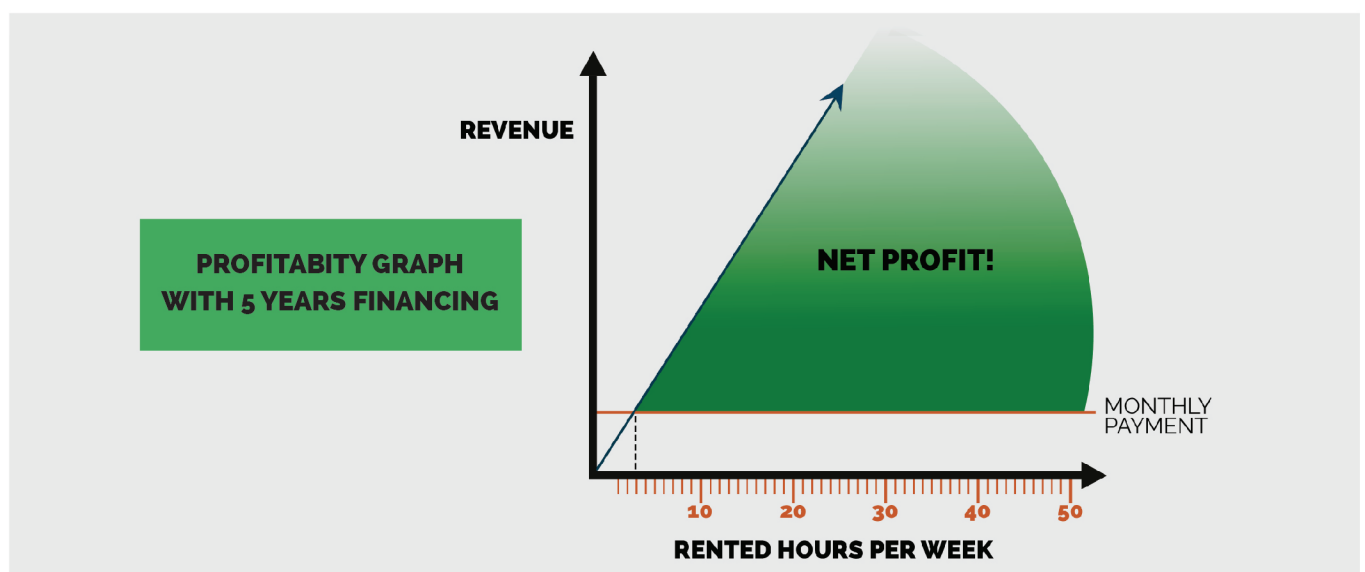 REVENUE
PROFITABITY GRAPH
WITH 5 YEARS FINANCING
NET PROFIT!
MONTHLY
PAYMENT
10 20 30 40 50
RENTED HOURS PER WEEK